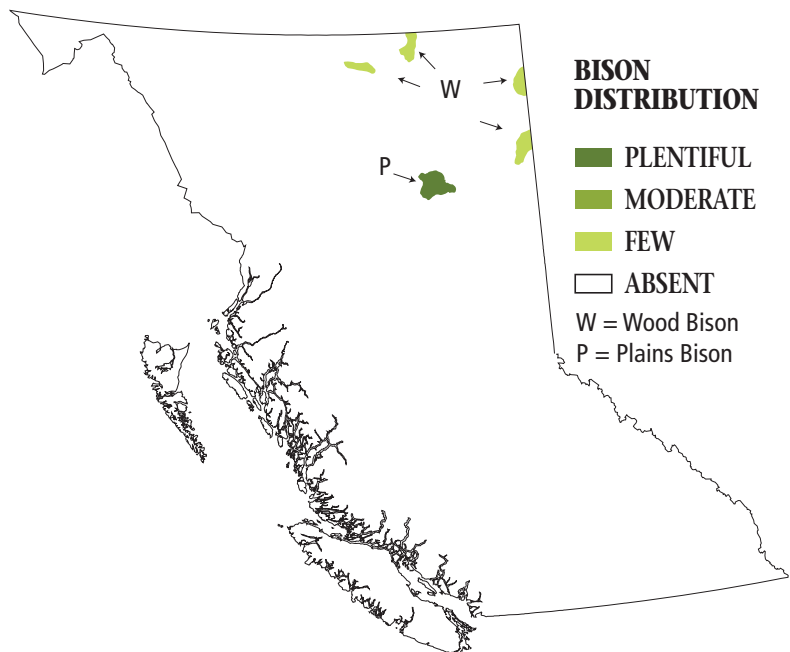 BISON
DISTRIBUTION
PLENTIFUL
MODERATE
FEW
ABSENT
W = Wood Bison
P = Plains Bison
W
P